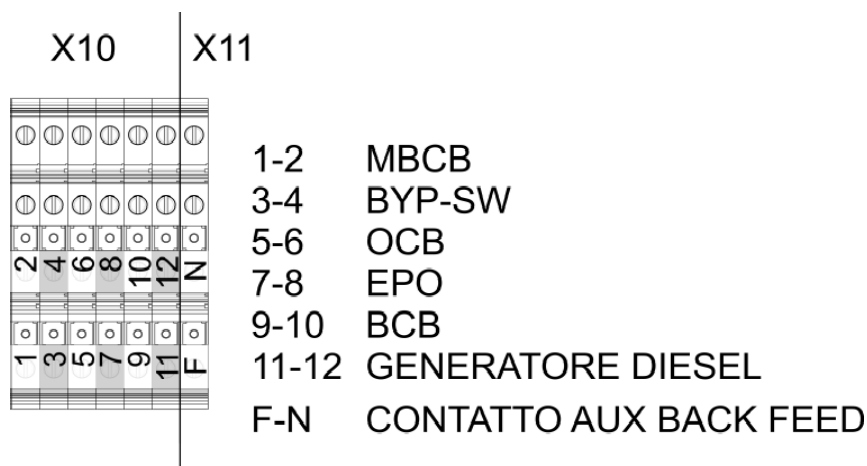 X10 X11
1-2 MBCB
3-4 BYP-SW
5-6 OCB
7-8 EPO
9-10 BCB
11-12 GENERATORE DIESEL
F-N CONTATTO AUX BACK FEED
2 4 6 8 10 12 N
1 3 5 7 9 11 F